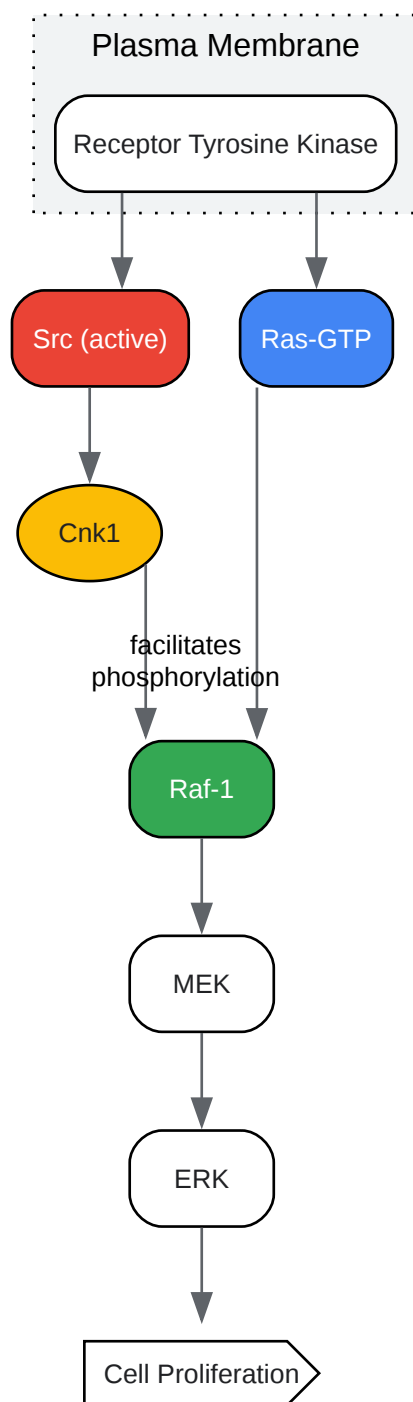 Plasma Membrane
Receptor Tyrosine Kinase
Src (active)
Ras-GTP
Cnk1
facilitates
phosphorylation
Raf-1
MEK
ERK
Cell Proliferation